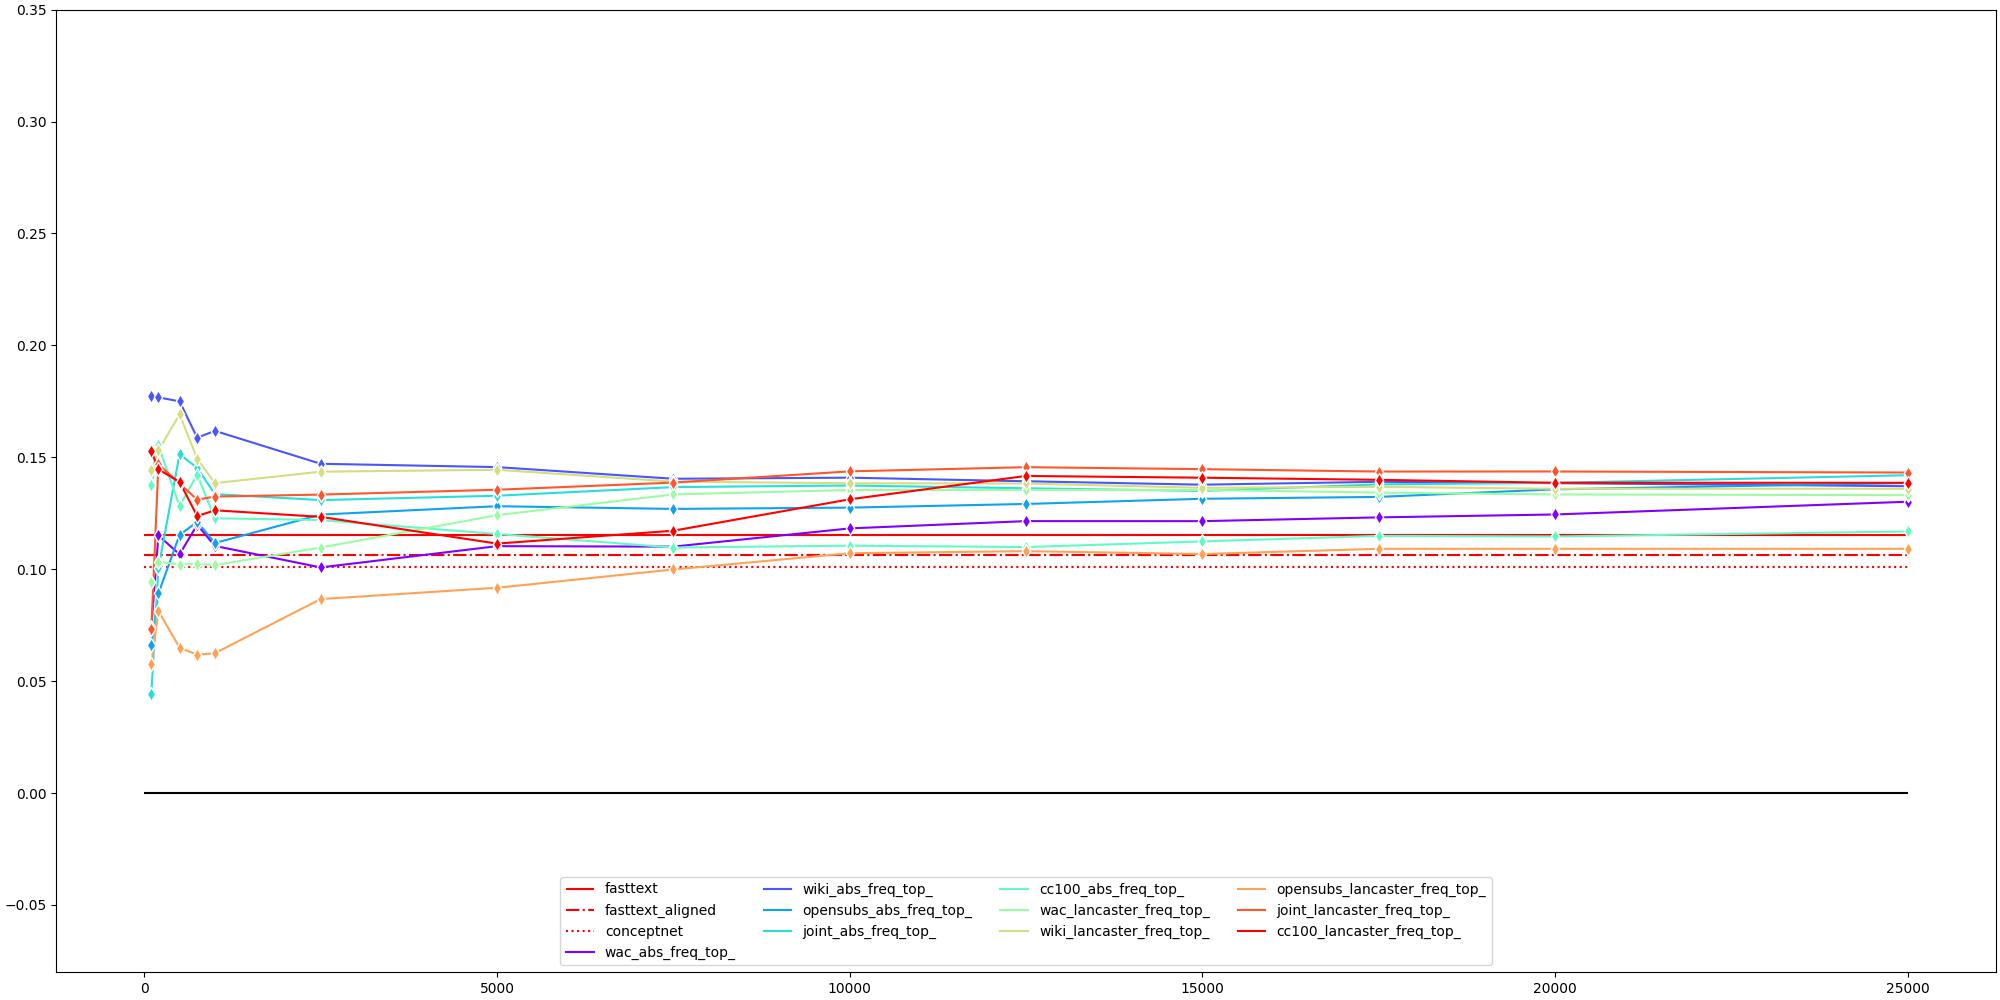 0.35
0.30
0.25
0.20
0.15
0.10
0.05
0.00
−0.05
fasttext
fasttext_aligned
conceptnet
wac_abs_freq_top_
wiki_abs_freq_top_
opensubs_abs_freq_top_
joint_abs_freq_top_
cc100_abs_freq_top_
wac_lancaster_freq_top_
wiki_lancaster_freq_top_
opensubs_lancaster_freq_top_
joint_lancaster_freq_top_
cc100_lancaster_freq_top_
0 5000 10000 15000 20000 25000